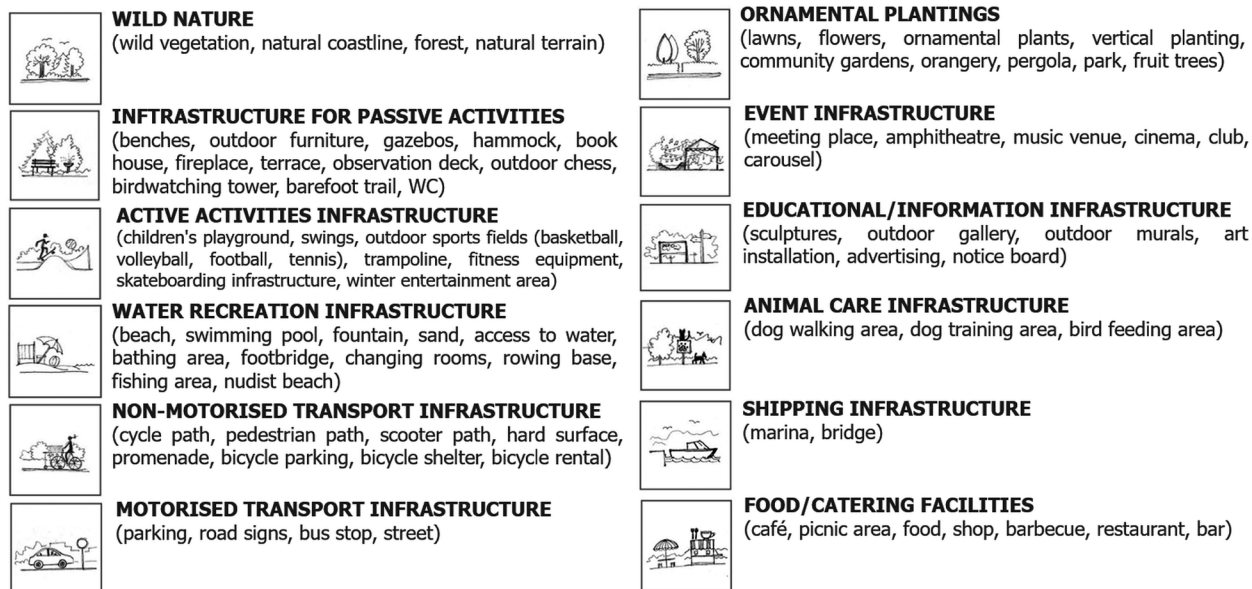 WILD NATURE
(wild vegetation, natural coastline, forest, natural terrain)
INFTRASTRUCTURE FOR PASSIVE ACTIVITIES
(benches, outdoor furniture, gazebos, hammock, book
house, fireplace, terrace, observation deck, outdoor chess,
birdwatching tower, barefoot trail, WC)
ACTIVE ACTIVITIES INFRASTRUCTURE
(children's playground, swings, outdoor sports fields (basketball,
volleyball, football, tennis), trampoline, fitness equipment,
skateboarding infrastructure, winter entertainment area)
WATER RECREATION INFRASTRUCTURE
(beach, swimming pool, fountain, sand, access to water,
bathing area, footbridge, changing rooms, rowing base,
fishing area, nudist beach)
NON-MOTORISED TRANSPORT INFRASTRUCTURE
(cycle path, pedestrian path, scooter path, hard surface,
promenade, bicycle parking, bicycle shelter, bicycle rental)
MOTORISED TRANSPORT INFRASTRUCTURE
(parking, road signs, bus stop, street)
ORNAMENTAL PLANTINGS
(lawns, flowers, ornamental plants, vertical planting,
community gardens, orangery, pergola, park, fruit trees)
EVENT INFRASTRUCTURE
(meeting place, amphitheatre, music venue, cinema, club,
carousel)
EDUCATIONAL/INFORMATION INFRASTRUCTURE
(sculptures, outdoor gallery, outdoor murals, art
installation, advertising, notice board)
ANIMAL CARE INFRASTRUCTURE
(dog walking area, dog training area, bird feeding area)
SHIPPING INFRASTRUCTURE
(marina, bridge)
FOOD/CATERING FACILITIES
(café, picnic area, food, shop, barbecue, restaurant, bar)